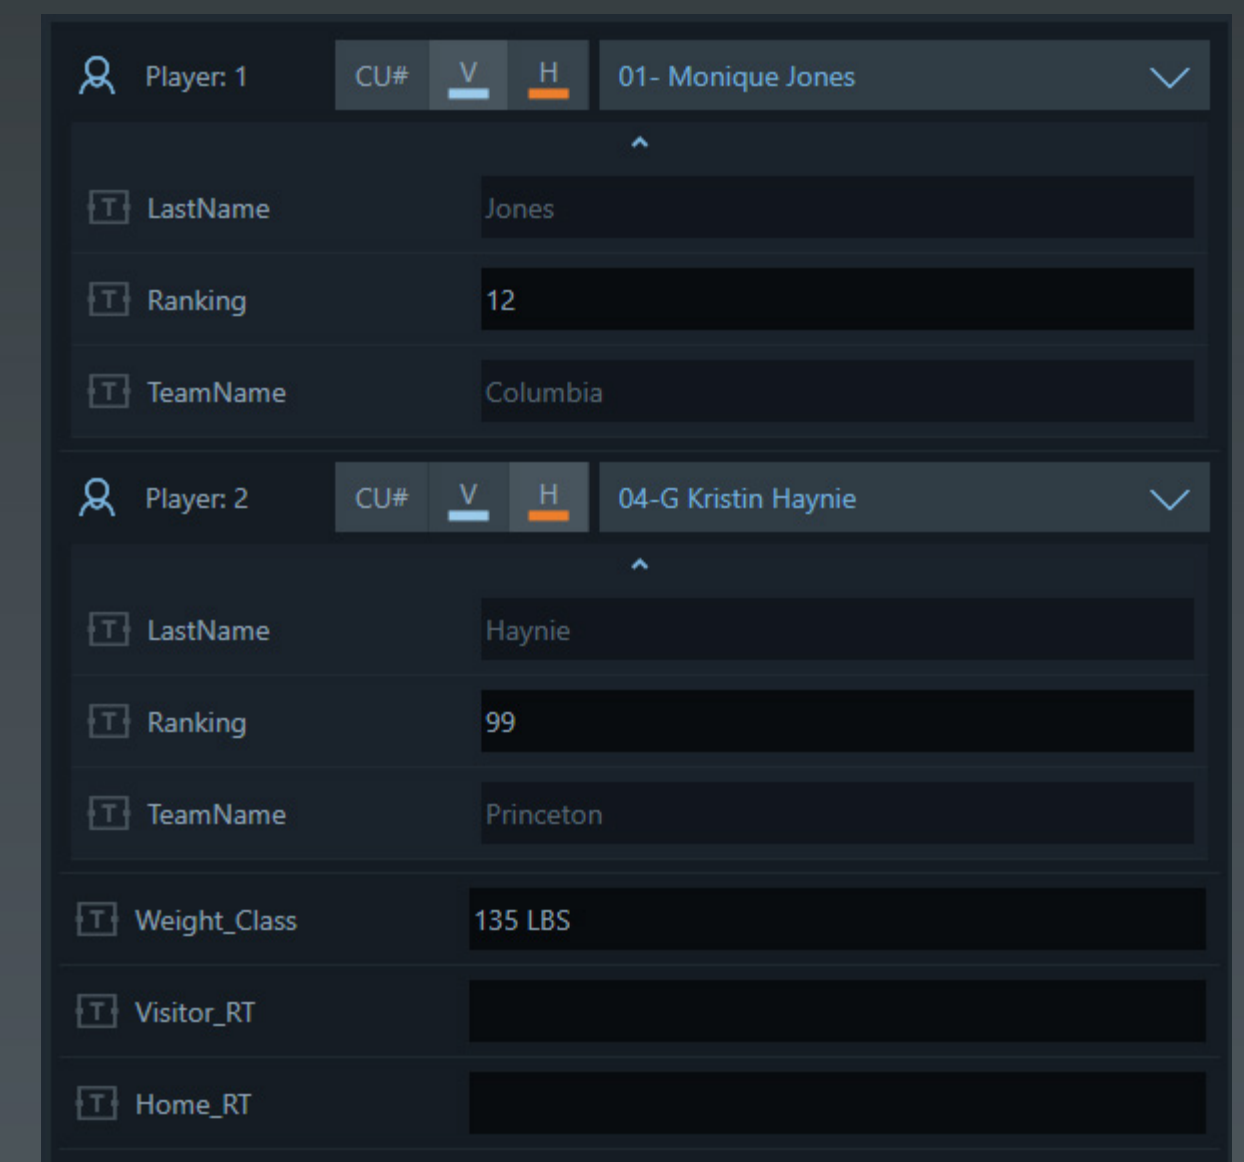 Player: 1 CU# V H 01- Monique Jones
T LastName Jones
T Ranking 12
T TeamName Columbia
Player: 2 CU# V H 04-G Kristin Haynie
T LastName Haynie
T Ranking 99
T TeamName Princeton
T Weight_Class 135 LBS
T Visitor_RT
T Home_RT